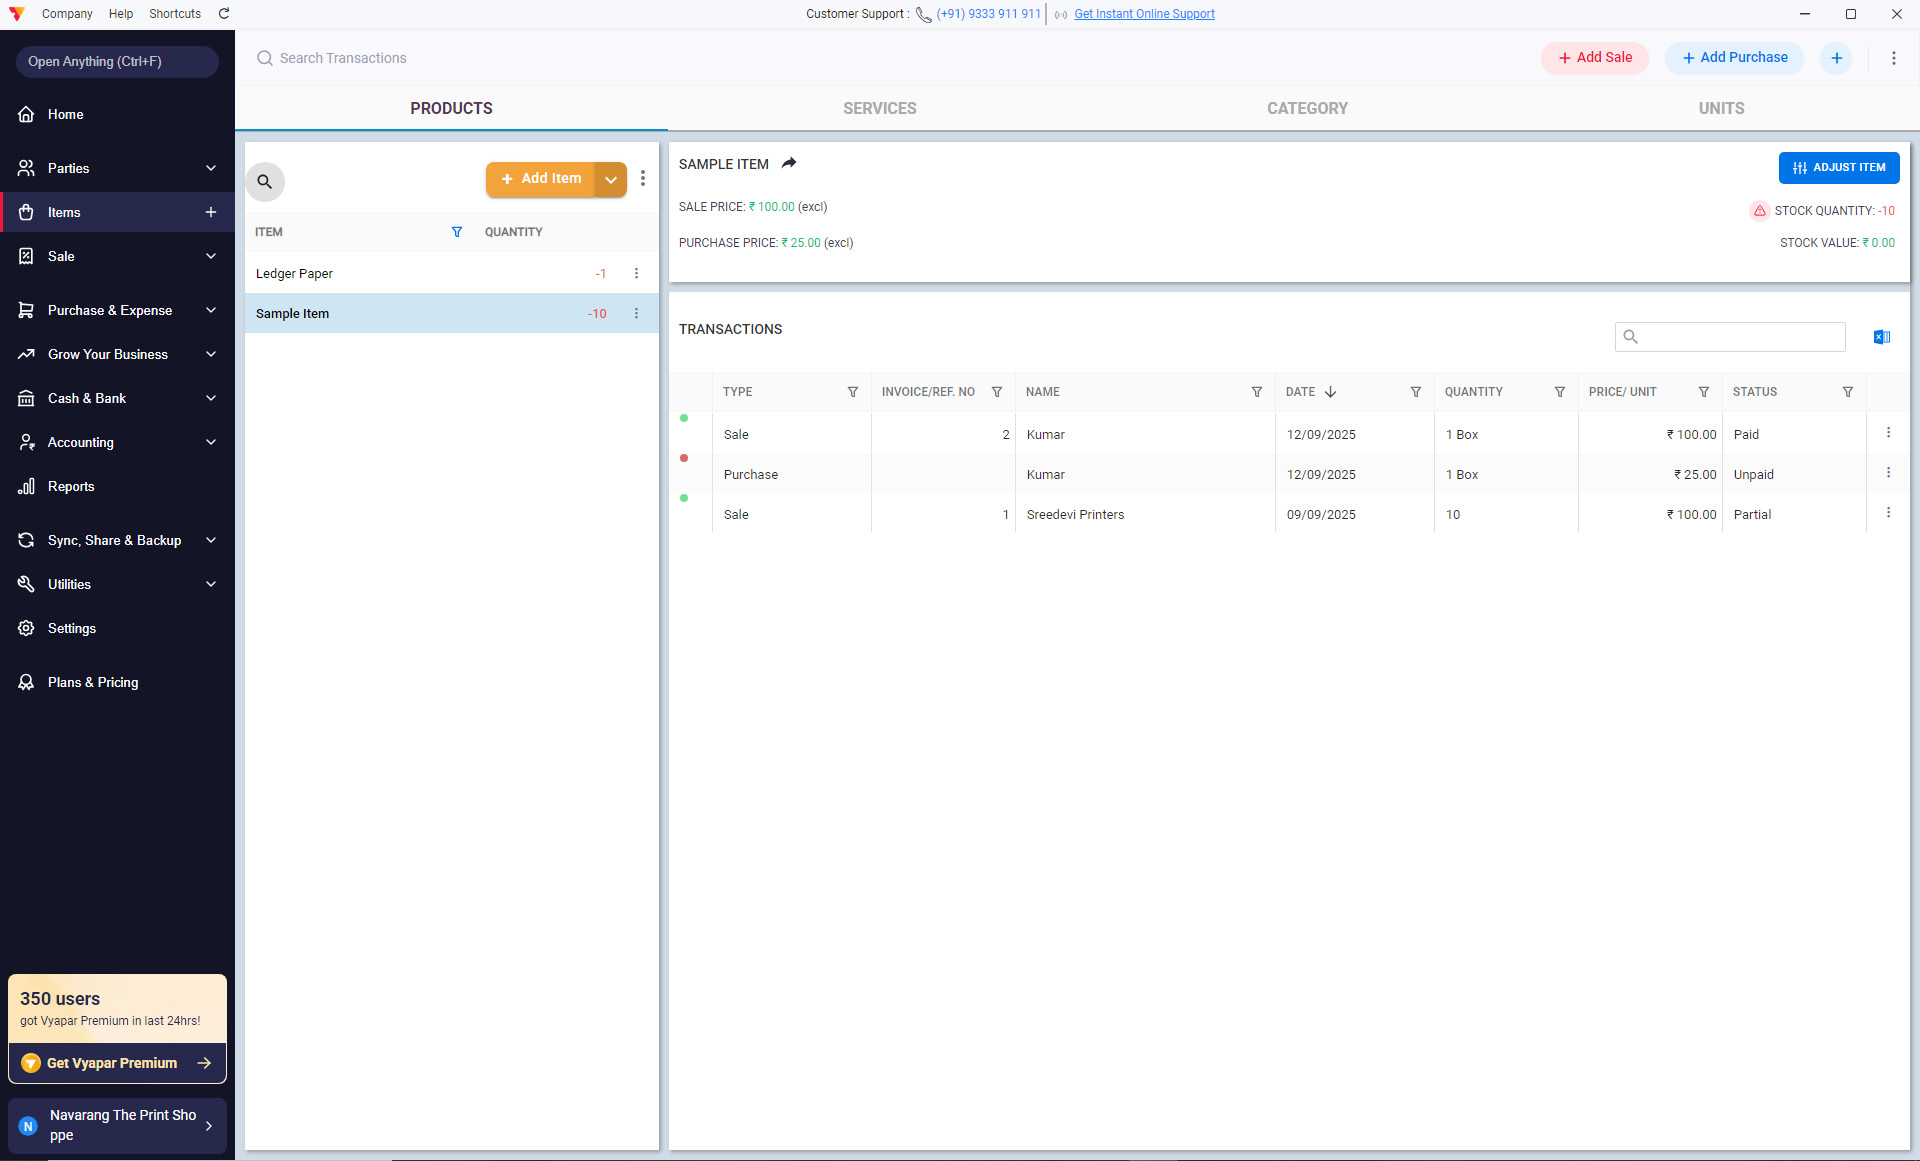 Company Help Shortcuts
Customer Support : (+91) 9333 911 911 Get Instant Online Support
Open Anything (Ctrl+F)
Home
Parties
Items
Sale
Purchase & Expense
Grow Your Business
Cash & Bank
Accounting
Reports
Sync, Share & Backup
Utilities
Settings
Plans & Pricing
350 users
got Vyapar Premium in last 24hrs!
Get Vyapar Premium
N
Navarang The Print Sho
ppe
Search Transactions
+ Add Sale + Add Purchase +
PRODUCTS SERVICES CATEGORY UNITS
+ Add Item
ITEM QUANTITY
Ledger Paper -1
Sample Item -10
SAMPLE ITEM
ADJUST ITEM
SALE PRICE: ₹ 100.00 (excl)
STOCK QUANTITY: -10
PURCHASE PRICE: ₹ 25.00 (excl)
STOCK VALUE: ₹ 0.00
TRANSACTIONS
TYPE INVOICE/REF. NO NAME DATE QUANTITY PRICE/ UNIT STATUS
Sale 2 Kumar 12/09/2025 1 Box ₹ 100.00 Paid
Purchase Kumar 12/09/2025 1 Box ₹ 25.00 Unpaid
Sale 1 Sreedevi Printers 09/09/2025 10 ₹ 100.00 Partial